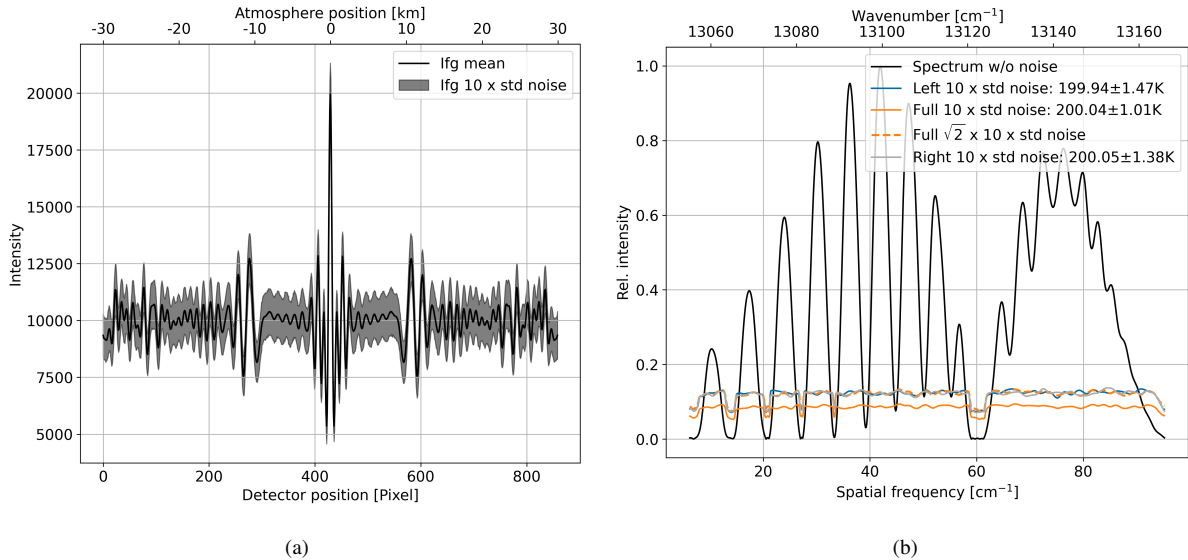 Atmosphere position [km]
-30 -20 -10 0 10 20 30
Ifg mean
Ifg 10 x std noise
20000
17500
15000
12500
10000
7500
5000
Intensity
0 200 400 600 800
Detector position [Pixel]
(a)
Wavenumber [cm⁻¹]
13060 13080 13100 13120 13140 13160
Spectrum w/o noise
Left 10 x std noise: 199.94±1.47K
Full 10 x std noise: 200.04±1.01K
Full √2 x 10 x std noise
Right 10 x std noise: 200.05±1.38K
1.0
0.8
0.6
0.4
0.2
0.0
Rel. intensity
20 40 60 80
Spatial frequency [cm⁻¹]
(b)